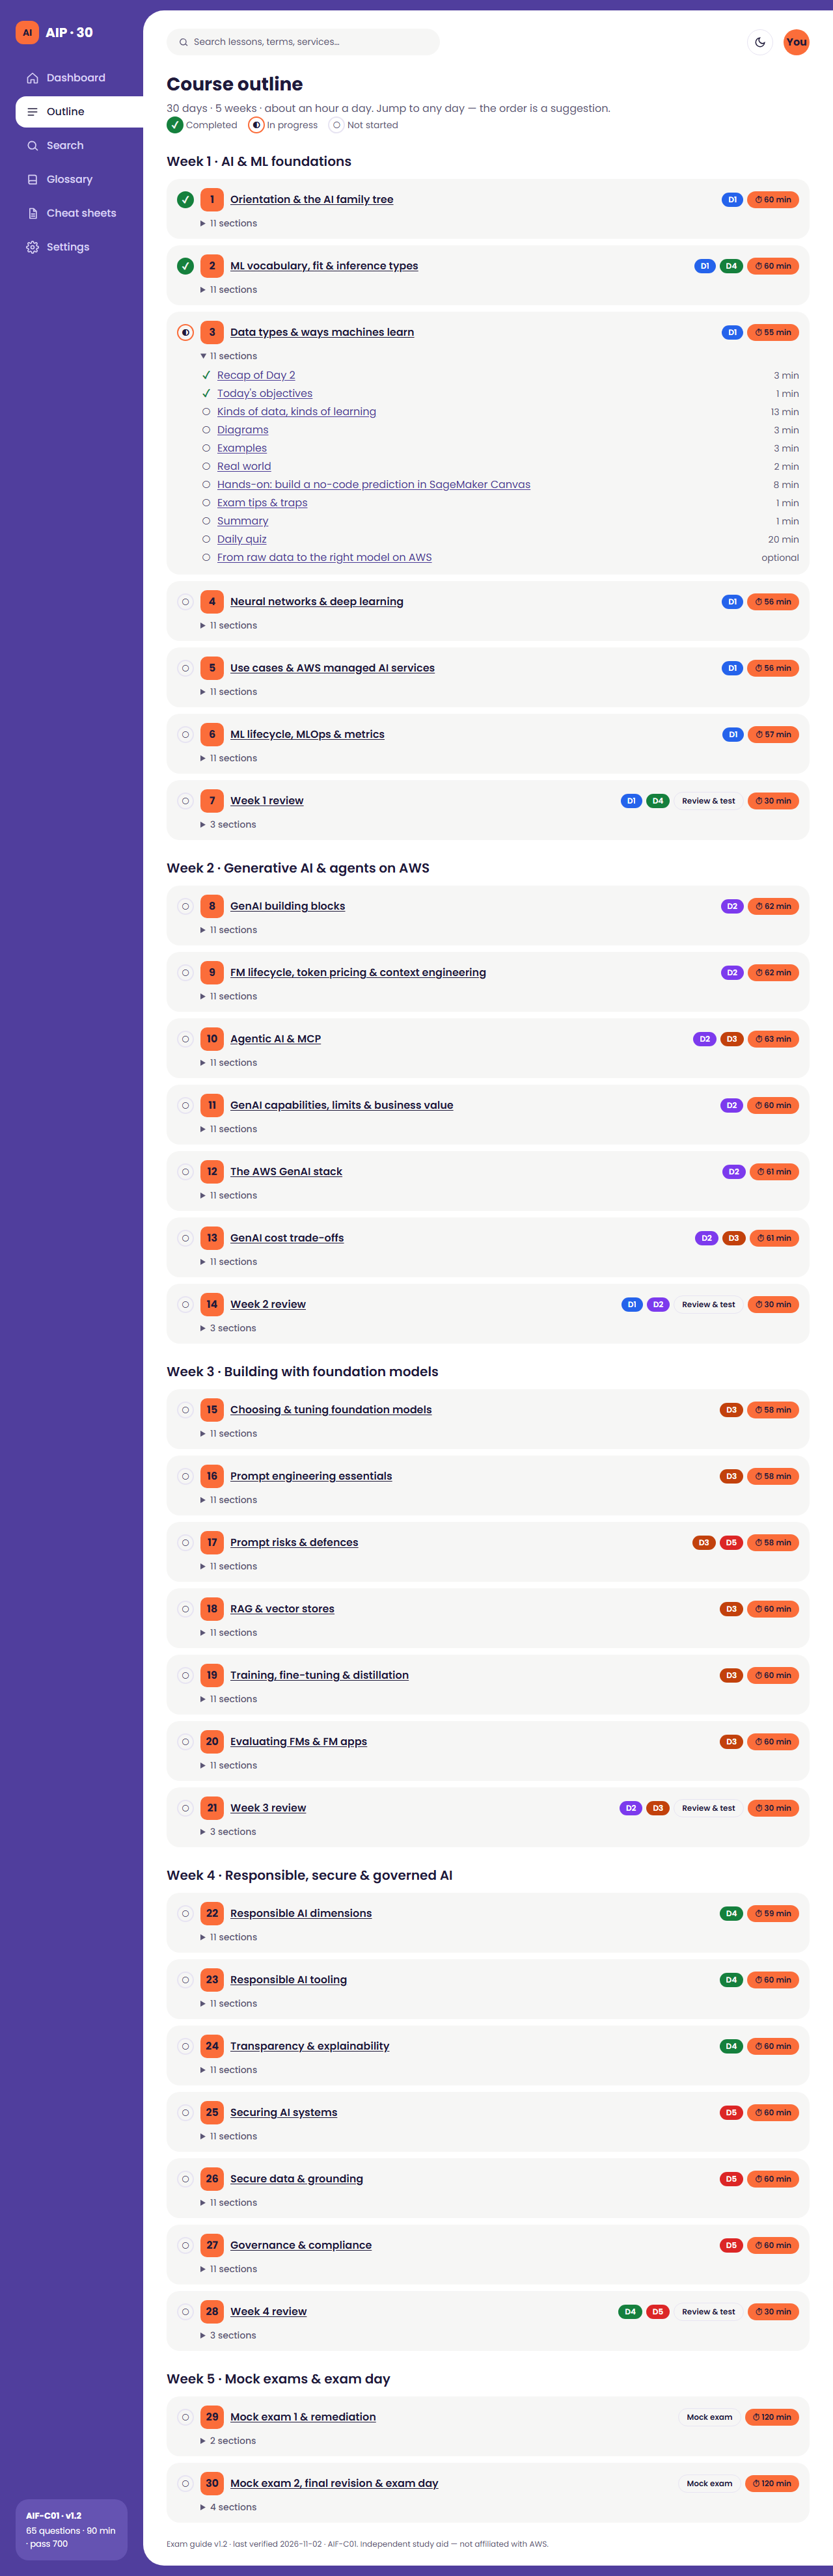 AI AIP · 30
Dashboard
Outline
Search
Glossary
Cheat sheets
Settings
AIF-C01 · v1.2
65 questions · 90 min
· pass 700
Search lessons, terms, services…
You
Course outline
30 days · 5 weeks · about an hour a day. Jump to any day — the order is a suggestion.
Completed In progress Not started
Week 1 · AI & ML foundations
1 Orientation & the AI family tree D1 60 min
11 sections
2 ML vocabulary, fit & inference types D1 D4 60 min
11 sections
3 Data types & ways machines learn D1 55 min
11 sections
Recap of Day 2 3 min
Today's objectives 1 min
Kinds of data, kinds of learning 13 min
Diagrams 3 min
Examples 3 min
Real world 2 min
Hands-on: build a no-code prediction in SageMaker Canvas 8 min
Exam tips & traps 1 min
Summary 1 min
Daily quiz 20 min
From raw data to the right model on AWS optional
4 Neural networks & deep learning D1 56 min
11 sections
5 Use cases & AWS managed AI services D1 56 min
11 sections
6 ML lifecycle, MLOps & metrics D1 57 min
11 sections
7 Week 1 review D1 D4 Review & test 30 min
3 sections
Week 2 · Generative AI & agents on AWS
8 GenAI building blocks D2 62 min
11 sections
9 FM lifecycle, token pricing & context engineering D2 62 min
11 sections
10 Agentic AI & MCP D2 D3 63 min
11 sections
11 GenAI capabilities, limits & business value D2 60 min
11 sections
12 The AWS GenAI stack D2 61 min
11 sections
13 GenAI cost trade-offs D2 D3 61 min
11 sections
14 Week 2 review D1 D2 Review & test 30 min
3 sections
Week 3 · Building with foundation models
15 Choosing & tuning foundation models D3 58 min
11 sections
16 Prompt engineering essentials D3 58 min
11 sections
17 Prompt risks & defences D3 D5 58 min
11 sections
18 RAG & vector stores D3 60 min
11 sections
19 Training, fine-tuning & distillation D3 60 min
11 sections
20 Evaluating FMs & FM apps D3 60 min
11 sections
21 Week 3 review D2 D3 Review & test 30 min
3 sections
Week 4 · Responsible, secure & governed AI
22 Responsible AI dimensions D4 59 min
11 sections
23 Responsible AI tooling D4 60 min
11 sections
24 Transparency & explainability D4 60 min
11 sections
25 Securing AI systems D5 60 min
11 sections
26 Secure data & grounding D5 60 min
11 sections
27 Governance & compliance D5 60 min
11 sections
28 Week 4 review D4 D5 Review & test 30 min
3 sections
Week 5 · Mock exams & exam day
29 Mock exam 1 & remediation Mock exam 120 min
2 sections
30 Mock exam 2, final revision & exam day Mock exam 120 min
4 sections
Exam guide v1.2 · last verified 2026-11-02 · AIF-C01. Independent study aid — not affiliated with AWS.